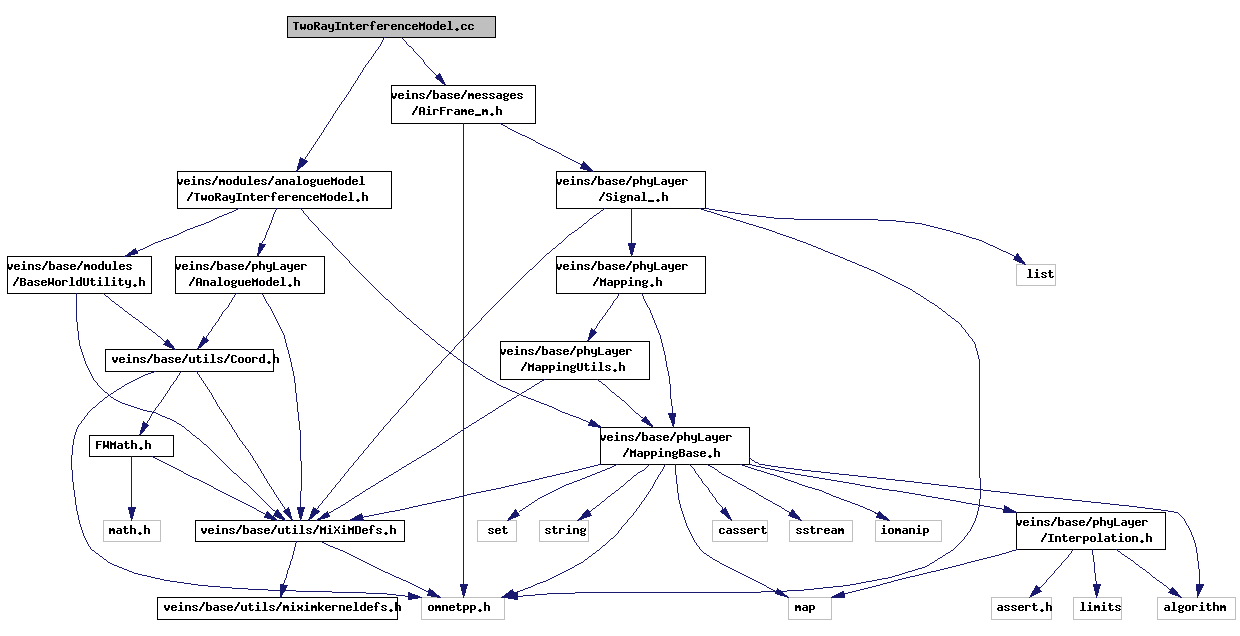 TwoRayInterferenceModel.cc
veins/base/messages
/AirFrame_m.h
veins/modules/analogueModel
/TwoRayInterferenceModel.h
veins/base/phyLayer
/Signal_.h
veins/base/modules
/BaseWorldUtility.h
veins/base/phyLayer
/AnalogueModel.h
veins/base/phyLayer
/Mapping.h
list
veins/base/utils/Coord.h
veins/base/phyLayer
/MappingUtils.h
FWMath.h
veins/base/phyLayer
/MappingBase.h
math.h
veins/base/utils/MiXiMDefs.h
set
string
cassert
sstream
iomanip
veins/base/phyLayer
/Interpolation.h
veins/base/utils/miximkerneldefs.h
omnetpp.h
map
assert.h
limits
algorithm